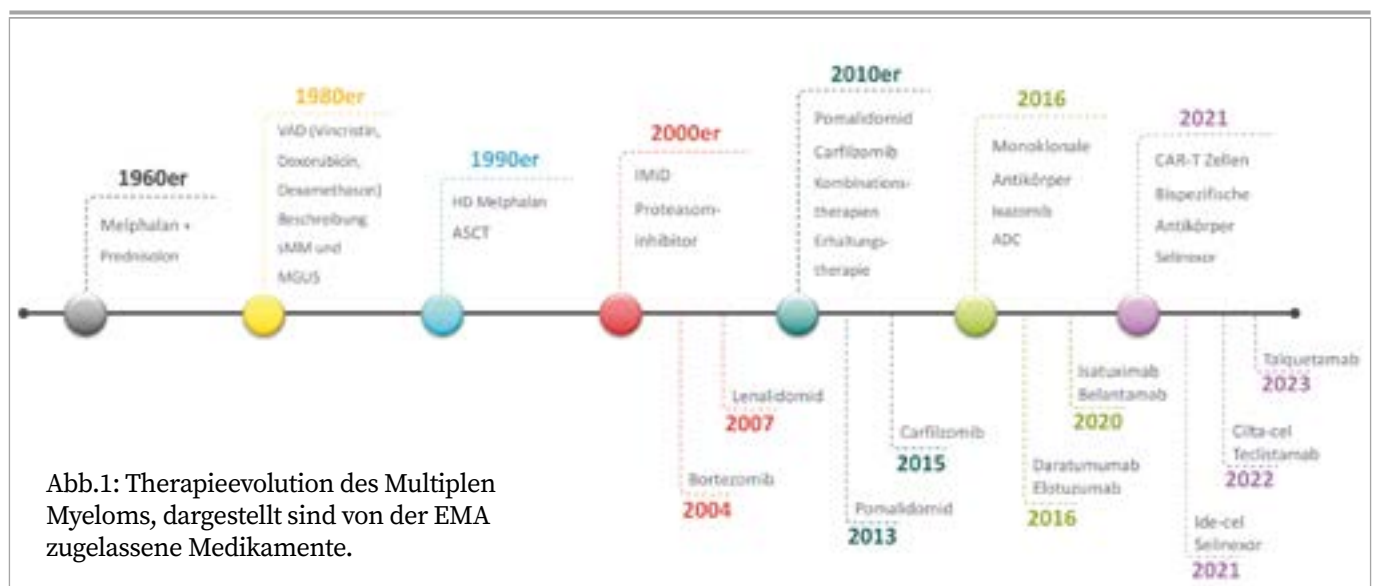 1960er
Melphalan +
Prednisolon
1980er
VAD (Vincristin,
Doxorubicin,
Dexamethason)
Beschreibung
sMM und
MGUS
1990er
HD Melphalan
ASCT
2000er
IMiD
Proteasom-
inhibitor
2010er
Pomalidomid
Carfilzomib
Kombinations-
therapien
Erhaltungs-
therapie
2016
Monoklonale
Antikörper
Ixazomib
ADC
2021
CAR-T Zellen
Bispezifische
Antikörper
Selinexor
Bortezomib
2004
Lenalidomid
2007
Pomalidomid
2013
Carfilzomib
2015
Daratumumab
Elotuzumab
2016
Isatuximab
Belantamab
2020
Ide-cel
Selinexor
2021
Cilta-cel
Teclistamab
2022
Talquetamab
2023
Abb.1: Therapieevolution des Multiplen
Myeloms, dargestellt sind von der EMA
zugelassene Medikamente.